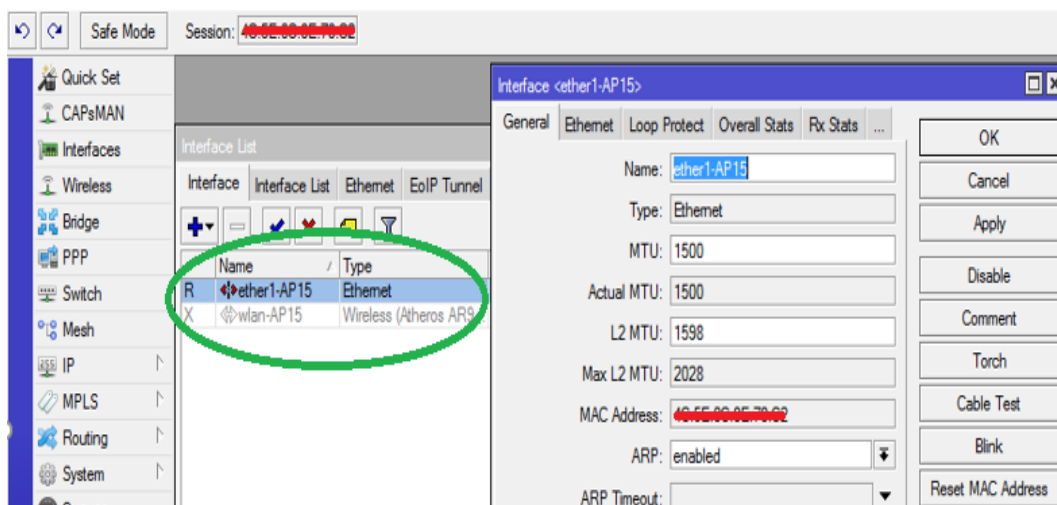 Safe Mode Session:
Quick Set
CAPsMAN
Interfaces
Wireless
Bridge
PPP
Switch
Mesh
IP
MPLS
Routing
System
Interface List
Interface Interface List Ethernet EoIP Tunnel
Name / Type
R ether1-AP15 Ethernet
X wlan-AP15 Wireless (Atheros AR9...
Interface <ether1-AP15>
General Ethernet Loop Protect Overall Stats Rx Stats ...
Name: ether1-AP15
Type: Ethernet
MTU: 1500
Actual MTU: 1500
L2 MTU: 1598
Max L2 MTU: 2028
MAC Address:
ARP: enabled
ARP Timeout:
OK
Cancel
Apply
Disable
Comment
Torch
Cable Test
Blink
Reset MAC Address